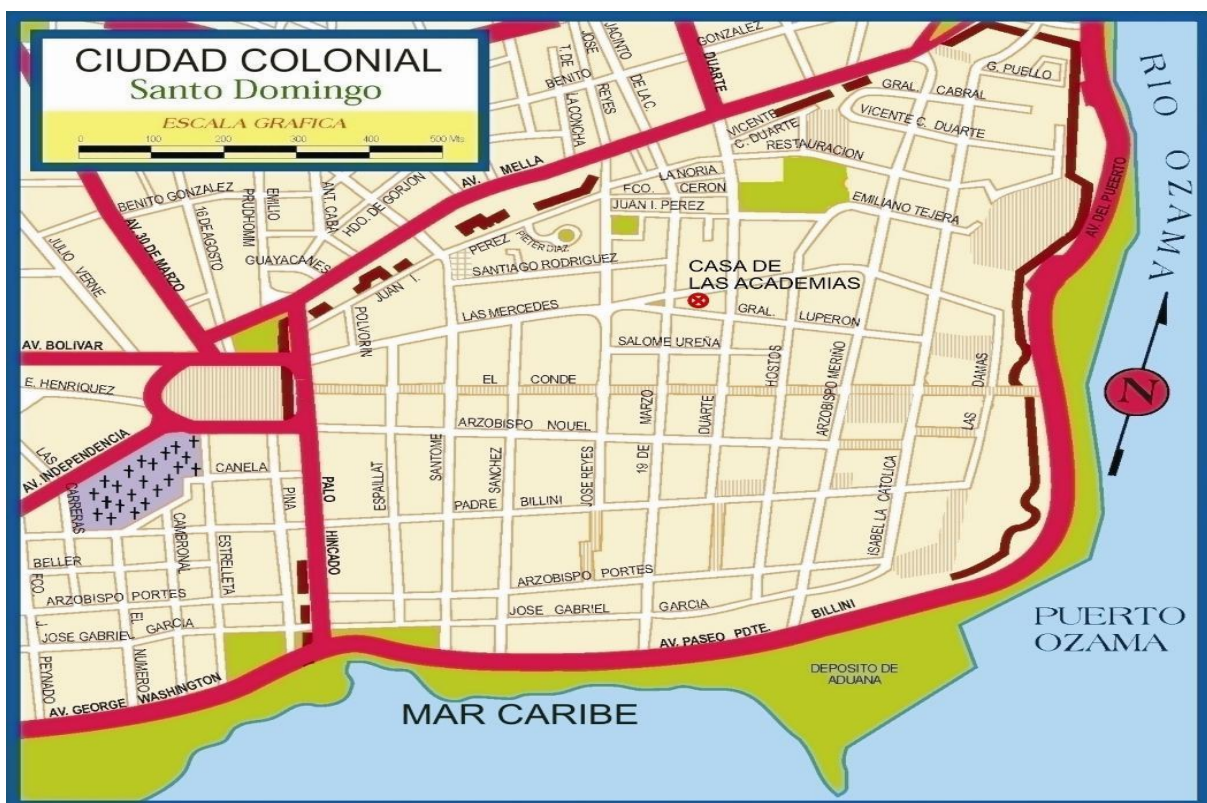 CIUDAD COLONIAL
Santo Domingo
ESCALA GRAFICA
0 100 200 300 400 500 Mts.
RIO OZAMA
GONZALEZ
BENITO
T. DE LA CONCHA
JOSE REYES
JACINTO DE LA C.
DUARTE
G. PUELLO
GRAL. CABRAL
VICENTE C. DUARTE
VICENTE C. DUARTE
RESTAURACION
AV. MELLA
LA NORIA
FCO. CERON
JUAN I. PEREZ
EMILIANO TEJERA
AV. DEL PUEERTO
BENITO GONZALEZ
16 DE AGOSTO
EMILIO PRUDHOMM
ANT. CABA
HDO. DE GORJON
AV. 30 DE MARZO
JULIO VERNE
GUAYACANES
JUAN I. PEREZ
PIETER DIAZ
SANTIAGO RODRIGUEZ
CASA DE
LAS ACADEMIAS
POLVORIN
LAS MERCEDES
GRAL. LUPERON
SALOME UREÑA
AV. BOLIVAR
E. HENRIQUEZ
EL CONDE
HOSTOS
ARZOBISPO MERIÑO
LAS DAMAS
N
ARZOBISPO NOUEL
19 DE MARZO
DUARTE
AV. INDEPENDENCIA
LAS CARRERAS
CANELA
PINA
PALO HINCADO
ESPAILLAT
SANTOME
SANCHEZ
JOSE REYES
PADRE BILLINI
ISABELLA CATOLICA
CAMBRONAL
ESTRELLETA
BELLER
ARZOBISPO PORTES
ARZOBISPO PORTES
FCO J. PEYNADO
EL NUMERO
JOSE GABRIEL GARCIA
JOSE GABRIEL GARCIA
AV. PASEO PDTE. BILLINI
AV. GEORGE WASHINGTON
MAR CARIBE
DEPOSITO DE
ADUANA
PUERTO
OZAMA